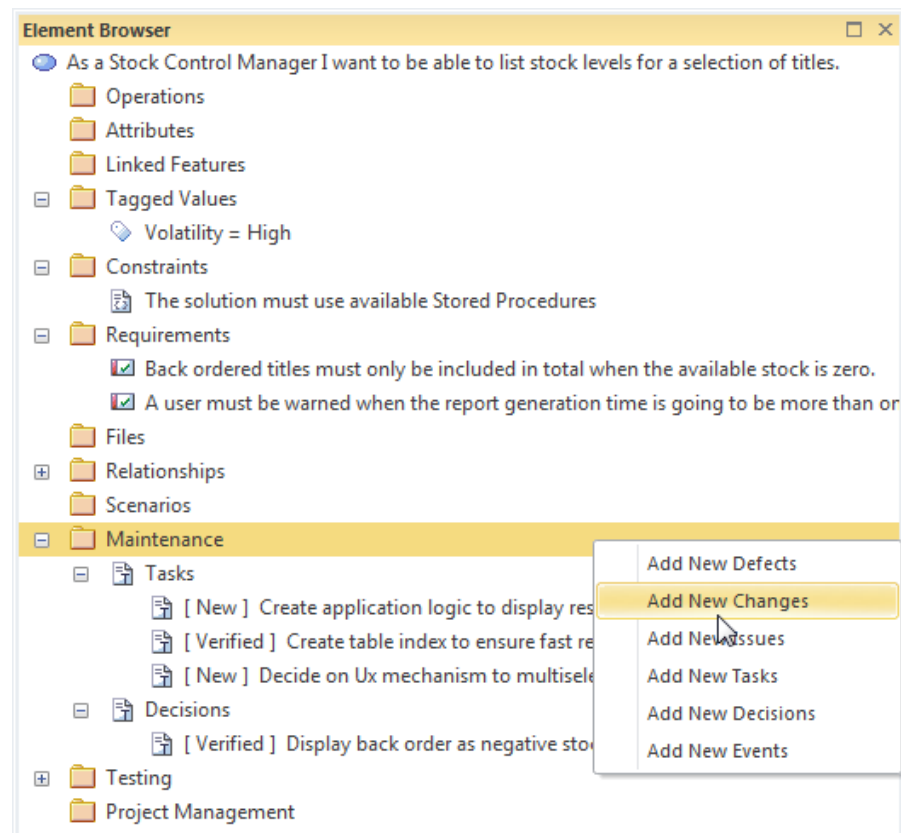 Element Browser
As a Stock Control Manager I want to be able to list stock levels for a selection of titles.
Operations
Attributes
Linked Features
Tagged Values
Volatility = High
Constraints
The solution must use available Stored Procedures
Requirements
Back ordered titles must only be included in total when the available stock is zero.
A user must be warned when the report generation time is going to be more than
Files
Relationships
Scenarios
Maintenance
Tasks
[ New ] Create application logic to display
[ Verified ] Create table index to ensure fast
[ New ] Decide on Ux mechanism to
Decisions
[ Verified ] Display back order as negative
Testing
Project Management
Add New Defects
Add New Changes
Add New Issues
Add New Tasks
Add New Decisions
Add New Events